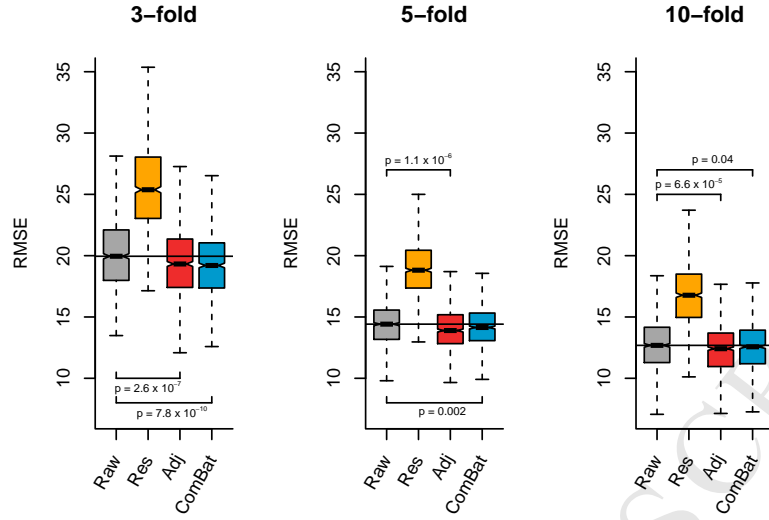 3−fold
RMSE
35
30
25
20
15
10
p = 2.6 x 10−7
p = 7.8 x 10−10
Raw
Res
Adj
ComBat
5−fold
RMSE
35
30
25
20
15
10
p = 1.1 x 10−6
p = 0.002
Raw
Res
Adj
ComBat
10−fold
RMSE
35
30
25
20
15
10
p = 0.04
p = 6.6 x 10−5
Raw
Res
Adj
ComBat